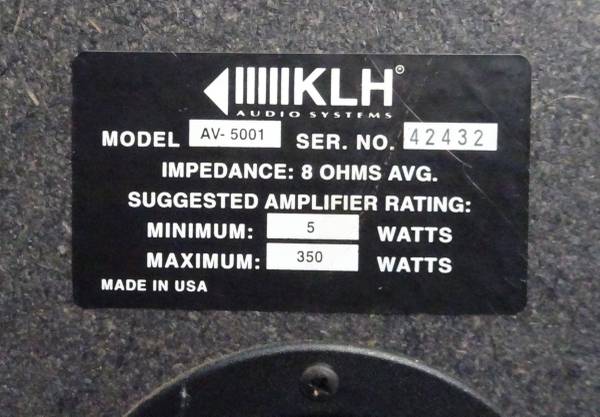 KLH®
AUDIO SYSTEMS
MODEL AV- 5001 SER. NO. 42432
IMPEDANCE: 8 OHMS AVG.
SUGGESTED AMPLIFIER RATING:
MINIMUM: 5 WATTS
MAXIMUM: 350 WATTS
MADE IN USA